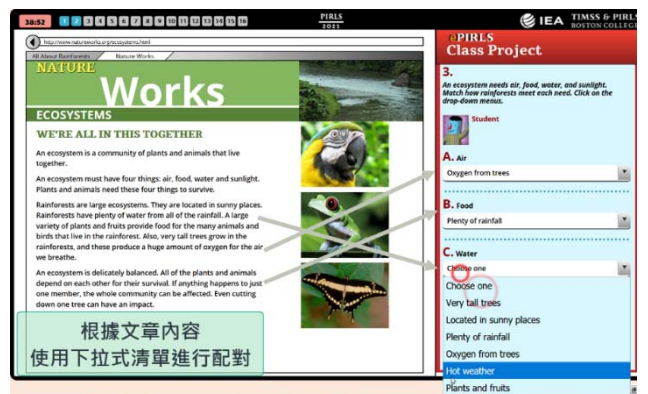 38:52 1 2 3 4 5 6 7 8 9 10 11 12 13 14 15 16
PIRLS
2021
IEA TIMSS & PIRLS
BOSTON COLLEGE
http://www.natureworks.org/ecosystems.html
All About Rainforests
Nature Works
NATURE
Works
ECOSYSTEMS
WE'RE ALL IN THIS TOGETHER
An ecosystem is a community of plants and animals that live
together.
An ecosystem must have four things: air, food, water and sunlight.
Plants and animals need these four things to survive.
Rainforests are large ecosystems. They are located in sunny places.
Rainforests have plenty of water from all of the rainfall. A large
variety of plants and fruits provide food for the many animals and
birds that live in the rainforest. Also, very tall trees grow in the
rainforests, and these produce a huge amount of oxygen for the air
we breathe.
An ecosystem is delicately balanced. All of the plants and animals
depend on each other for their survival. If anything happens to just
one member, the whole community can be affected. Even cutting
down one tree can have an impact.
根據文章內容
使用下拉式清單進行配對
ePIRLS
Class Project
3.
An ecosystem needs air, food, water, and sunlight.
Match how rainforests meet each need. Click on the
drop-down menus.
Student
A. Air
Oxygen from trees
B. Food
Plenty of rainfall
C. Water
Choose one
Choose one
Very tall trees
Located in sunny places
Plenty of rainfall
Oxygen from trees
Hot weather
Plants and fruits